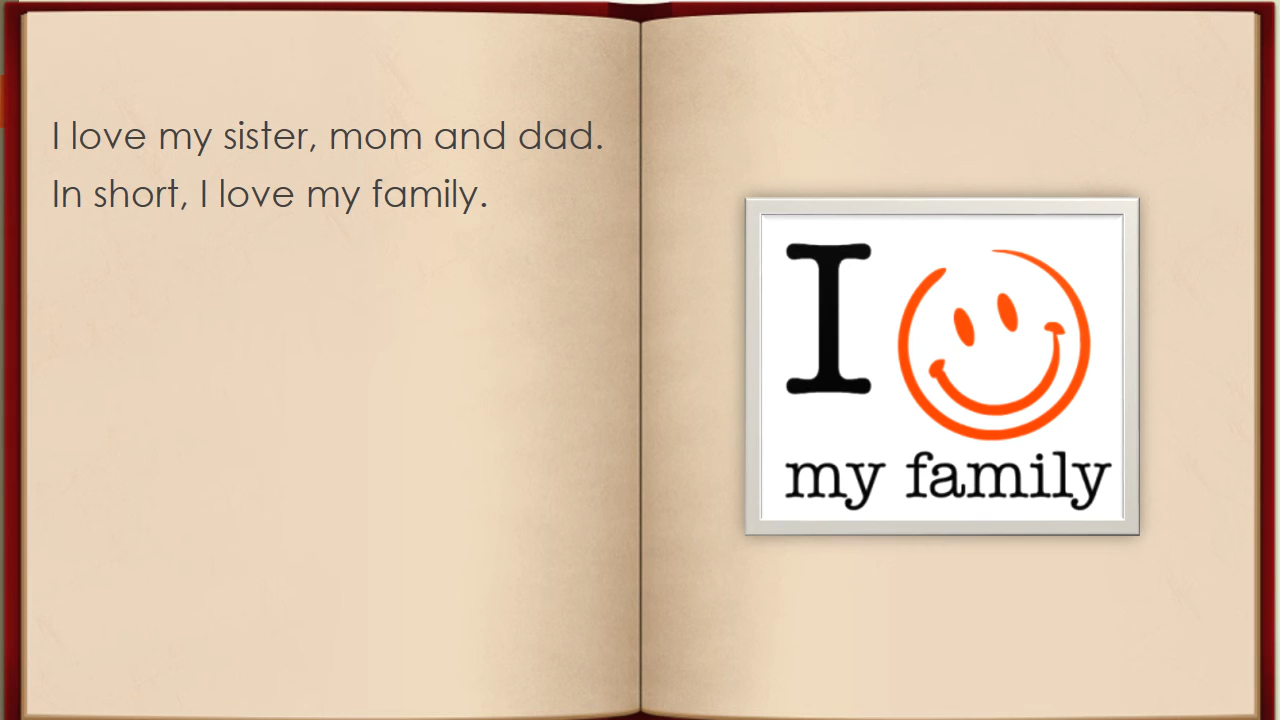 I love my sister, mom and dad.
In short, I love my family.
I
my family